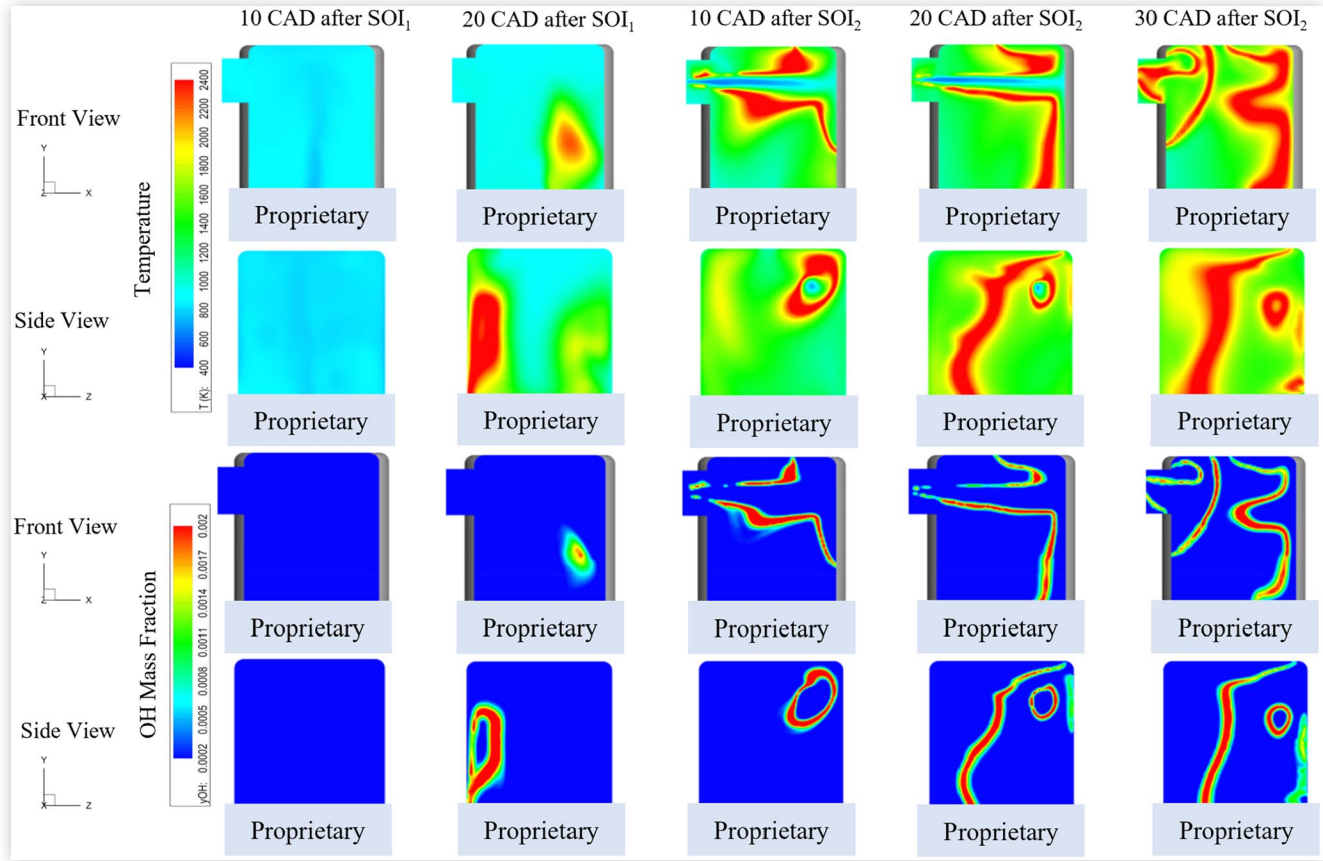 10 CAD after SOI₁ 20 CAD after SOI₁ 10 CAD after SOI₂ 20 CAD after SOI₂ 30 CAD after SOI₂
Front View
Y
Z X
Temperature
T (K): 400 600 800 1000 1200 1400 1600 1800 2000 2200 2400
Proprietary Proprietary Proprietary Proprietary Proprietary
Side View
Y
X Z
Proprietary Proprietary Proprietary Proprietary Proprietary
Front View
Y
Z X
OH Mass Fraction
yOH: 0.0002 0.0005 0.0008 0.0011 0.0014 0.0017 0.002
Proprietary Proprietary Proprietary Proprietary Proprietary
Side View
Y
X Z
Proprietary Proprietary Proprietary Proprietary Proprietary